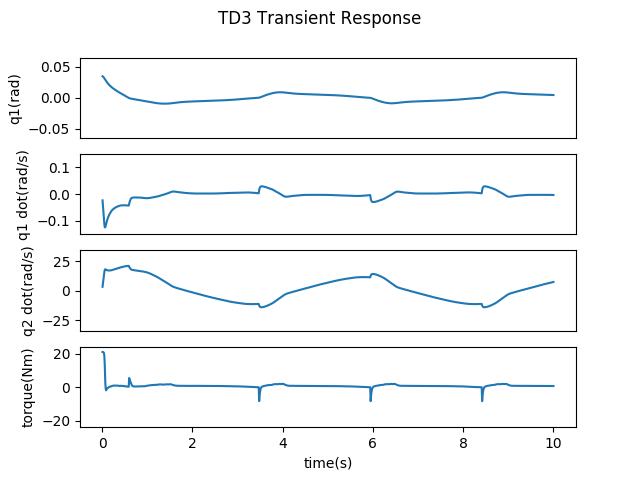 TD3 Transient Response
q1(rad)
0.05
0.00
−0.05
q1 dot(rad/s)
0.1
0.0
−0.1
q2 dot(rad/s)
25
0
−25
torque(Nm)
20
0
−20
0 2 4 6 8 10
time(s)